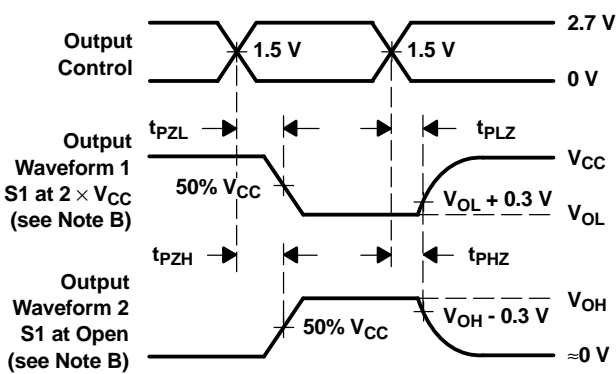 2.7 V
Output
Control
1.5 V
1.5 V
0 V
tPZL
tPLZ
Output
Waveform 1
S1 at 2 × VCC
(see Note B)
VCC
50% VCC
VOL + 0.3 V
VOL
tPZH
tPHZ
Output
Waveform 2
S1 at Open
(see Note B)
VOH
50% VCC
VOH - 0.3 V
≈0 V